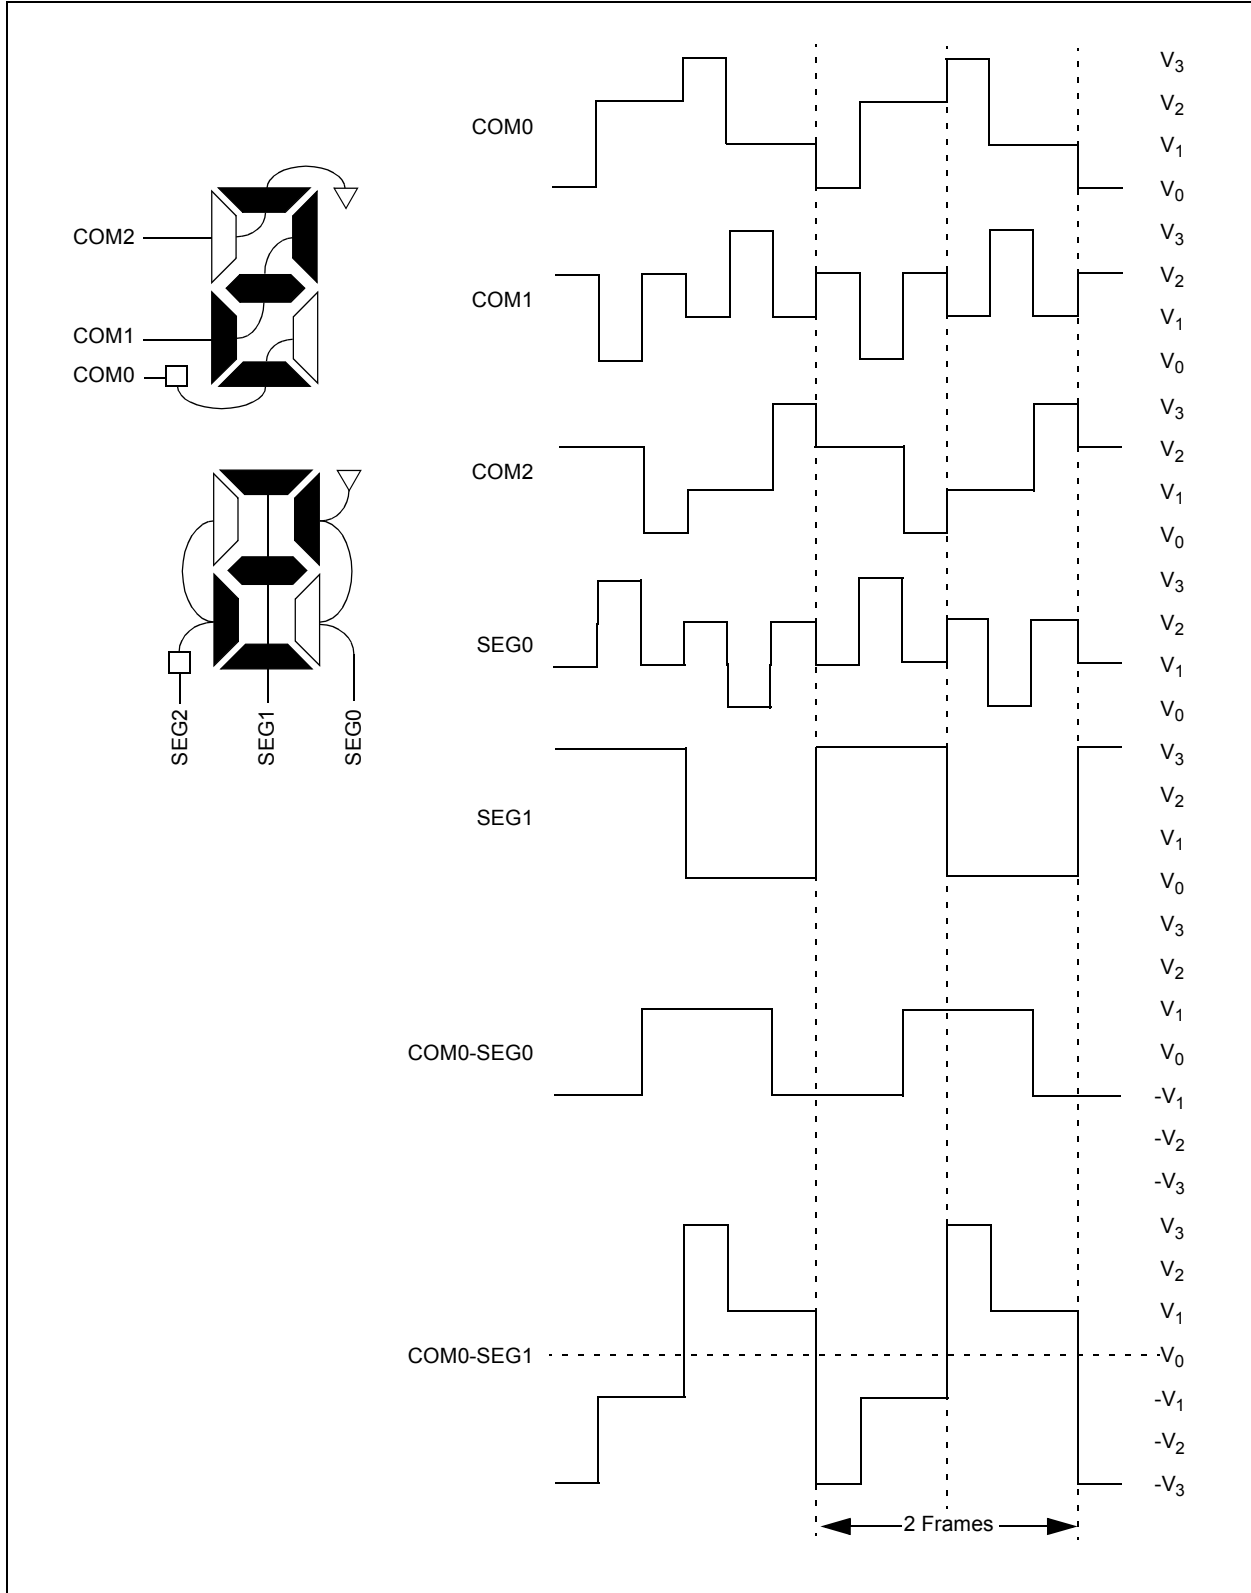 COM2
COM1
COM0
SEG2
SEG1
SEG0
COM0
V3
V2
V1
V0
COM1
V3
V2
V1
V0
COM2
V3
V2
V1
V0
SEG0
V3
V2
V1
V0
SEG1
V3
V2
V1
V0
COM0-SEG0
V3
V2
V1
V0
-V1
-V2
-V3
COM0-SEG1
V3
V2
V1
V0
-V1
-V2
-V3
2 Frames